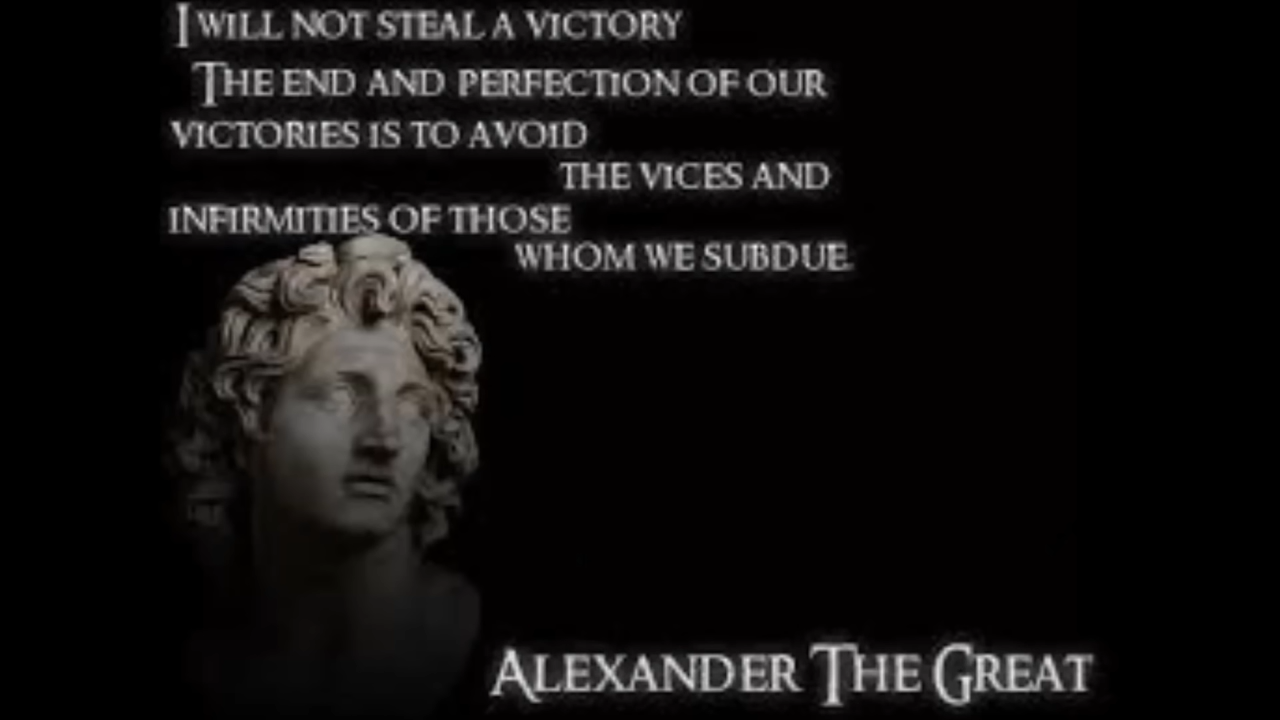 I WILL NOT STEAL A VICTORY
THE END AND PERFECTION OF OUR
VICTORIES IS TO AVOID
THE VICES AND
INFIRMITIES OF THOSE
WHOM WE SUBDUE.
ALEXANDER THE GREAT